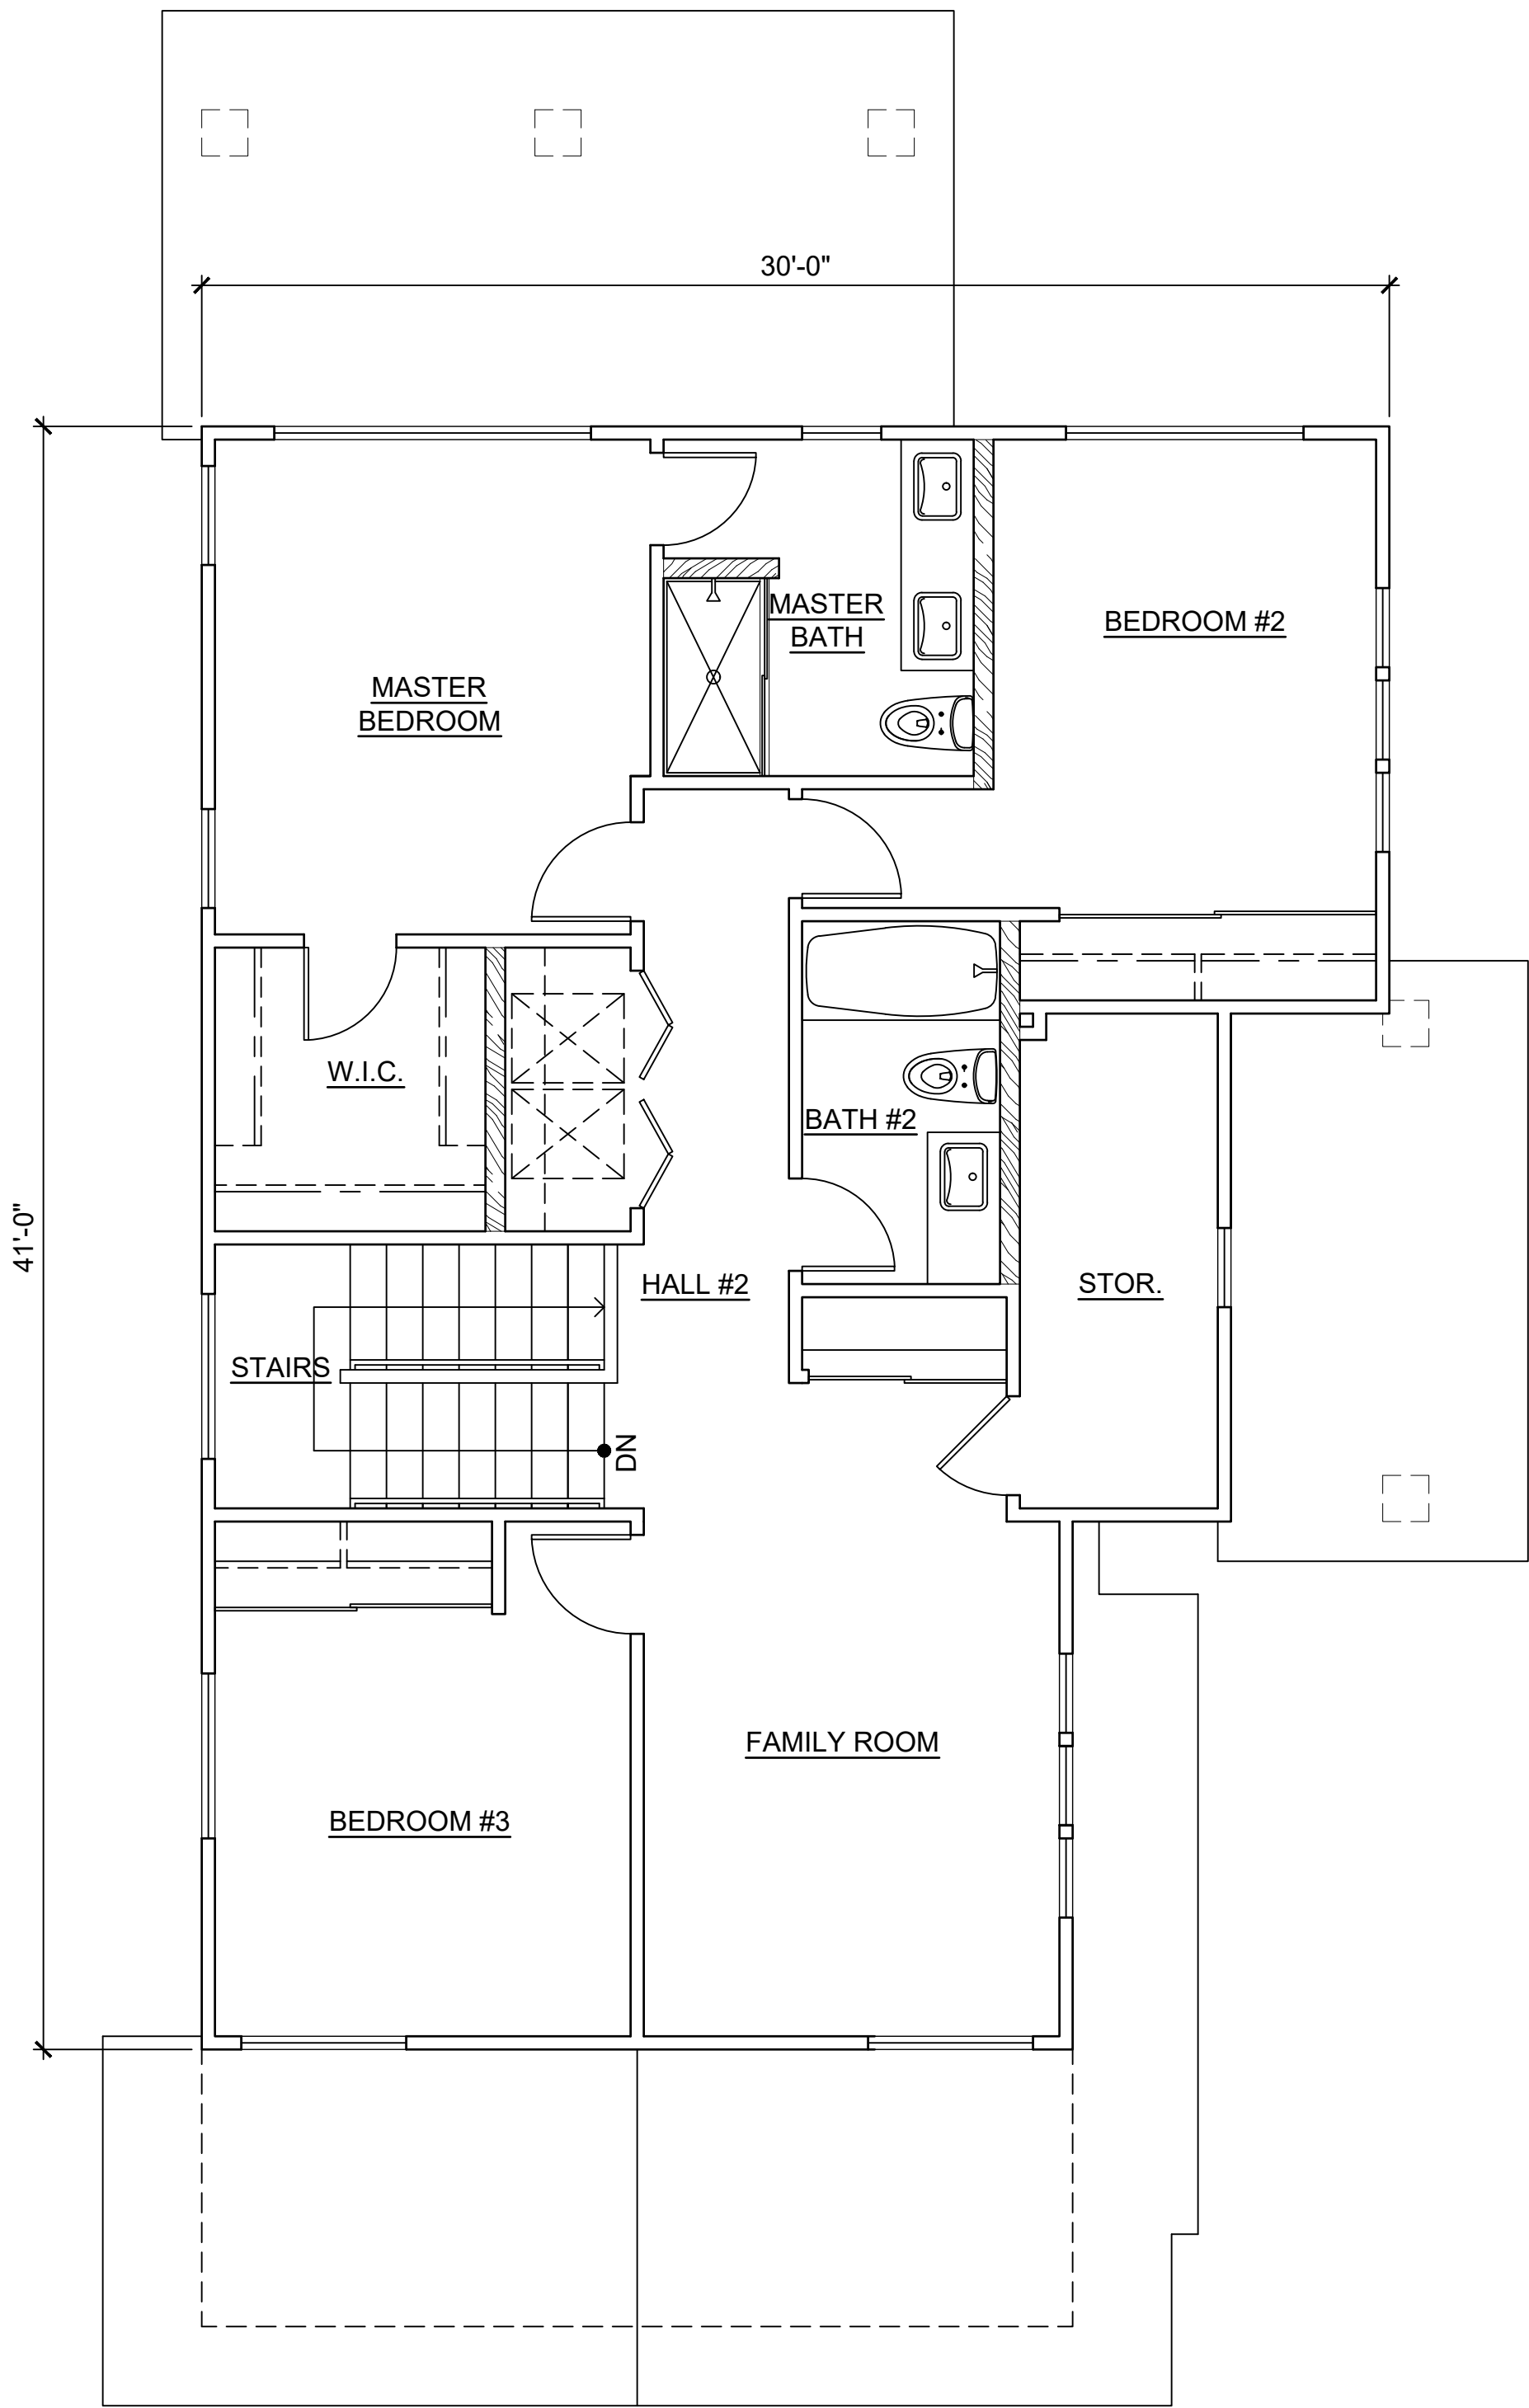 30'-0"
MASTER
BATH
BEDROOM #2
MASTER
BEDROOM
W.I.C.
BATH #2
41'-0"
HALL #2
STOR.
STAIRS
DN
FAMILY ROOM
BEDROOM #3